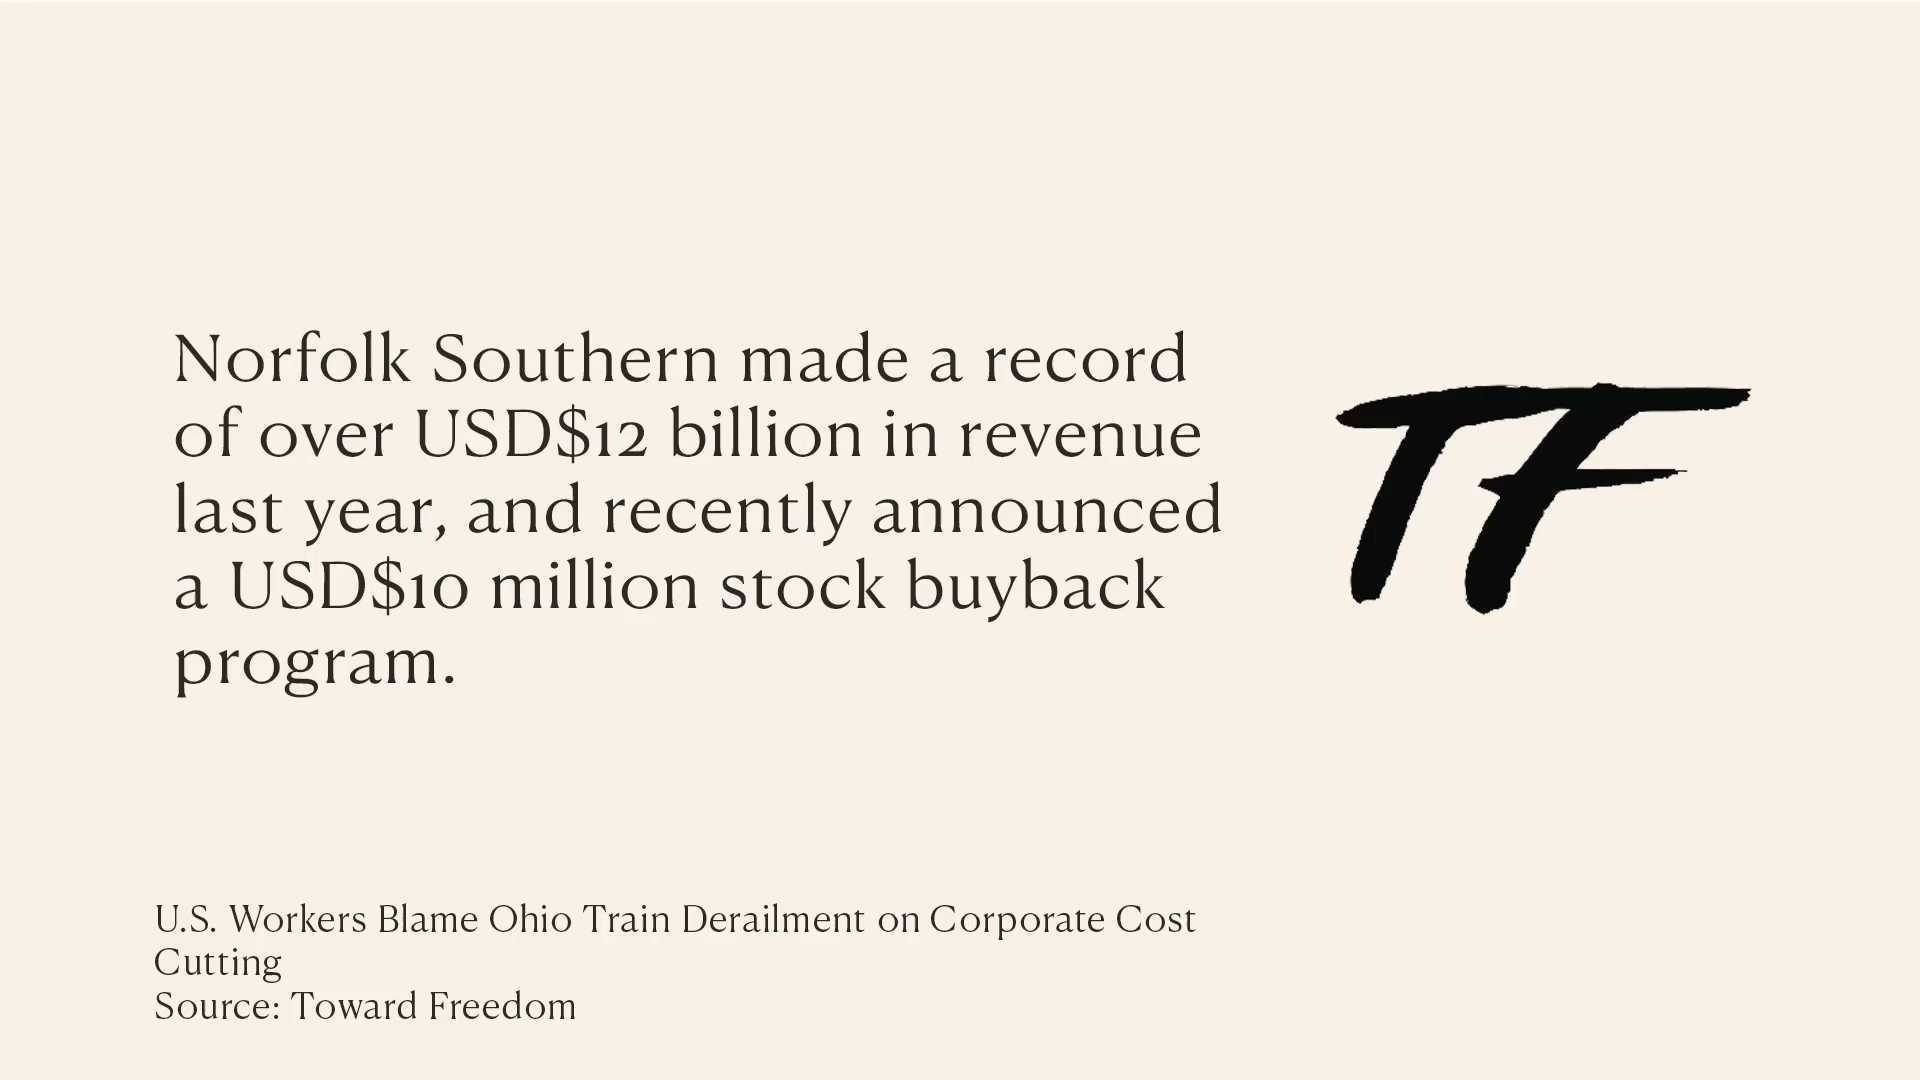 Norfolk Southern made a record
of over USD$12 billion in revenue
last year, and recently announced
a USD$10 million stock buyback
program.
TF
U.S. Workers Blame Ohio Train Derailment on Corporate Cost
Cutting
Source: Toward Freedom